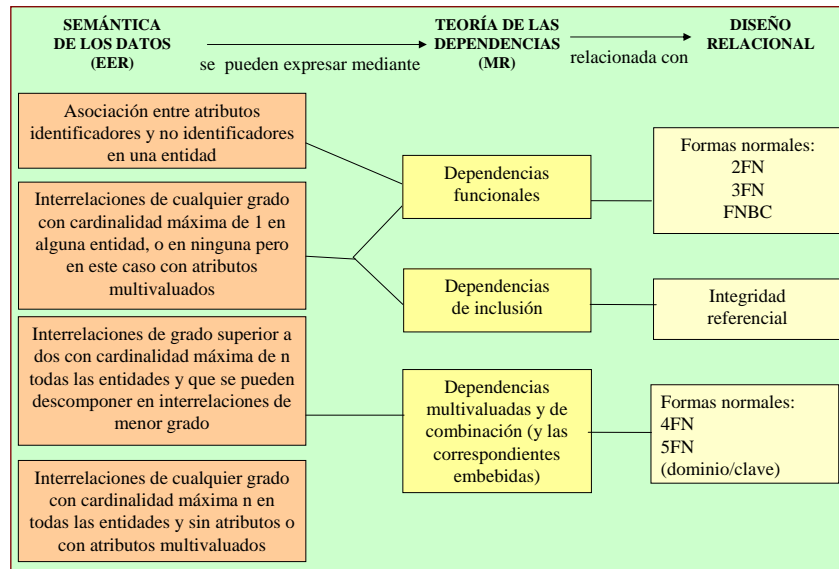 SEMÁNTICA
DE LOS DATOS
(EER)
se pueden expresar mediante
TEORÍA DE LAS
DEPENDENCIAS
(MR)
relacionada con
DISEÑO
RELACIONAL
Asociación entre atributos
identificadores y no identificadores
en una entidad
Interrelaciones de cualquier grado
con cardinalidad máxima de 1 en
alguna entidad, o en ninguna pero
en este caso con atributos
multivaluados
Interrelaciones de grado superior a
dos con cardinalidad máxima de n
todas las entidades y que se pueden
descomponer en interrelaciones de
menor grado
Interrelaciones de cualquier grado
con cardinalidad máxima n en
todas las entidades y sin atributos o
con atributos multivaluados
Dependencias
funcionales
Dependencias
de inclusión
Dependencias
multivaluadas y de
combinación (y las
correspondientes
embebidas)
Formas normales:
2FN
3FN
FNBC
Integridad
referencial
Formas normales:
4FN
5FN
(dominio/clave)